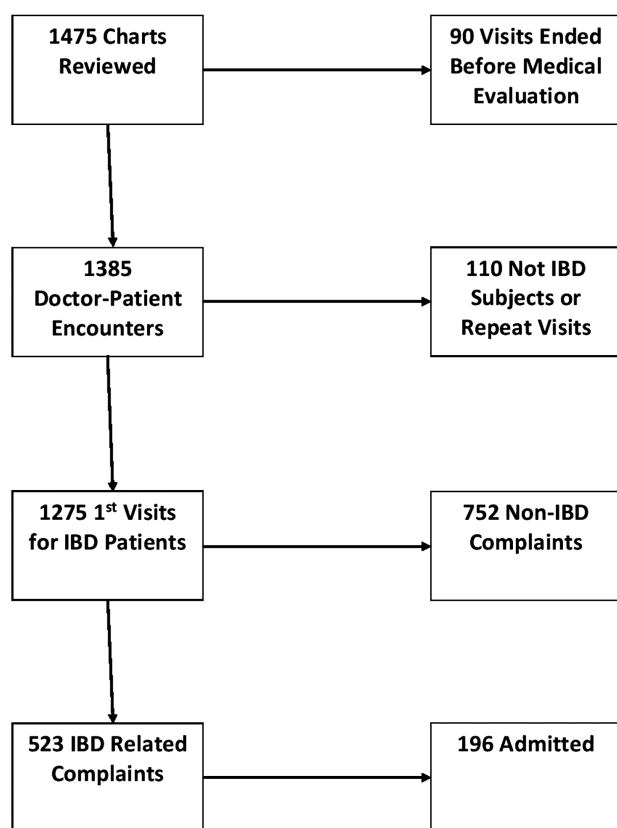 1475 Charts
Reviewed
90 Visits Ended
Before Medical
Evaluation
1385
Doctor-Patient
Encounters
110 Not IBD
Subjects or
Repeat Visits
1275 1st Visits
for IBD Patients
752 Non-IBD
Complaints
523 IBD Related
Complaints
196 Admitted